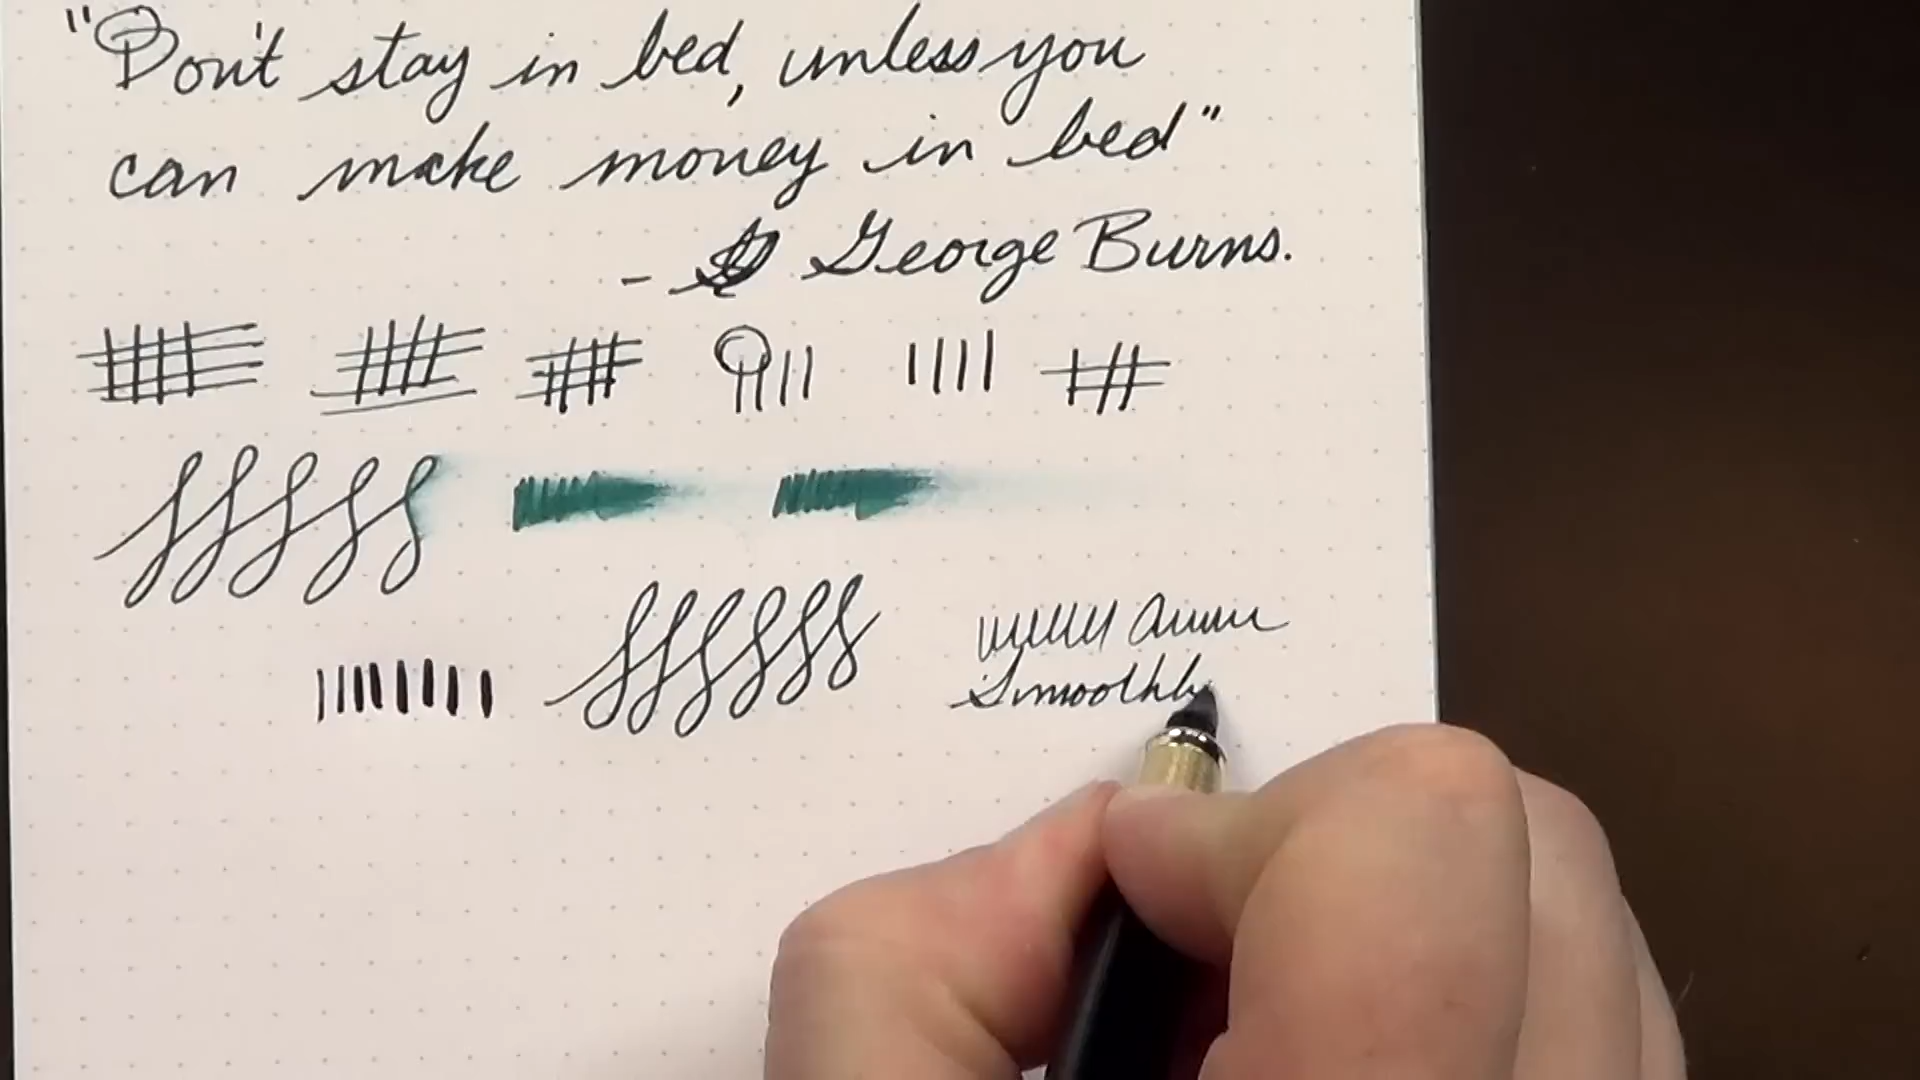 "Don't stay in bed, unless you
can make money in bed"
- George Burns.
Smoothly